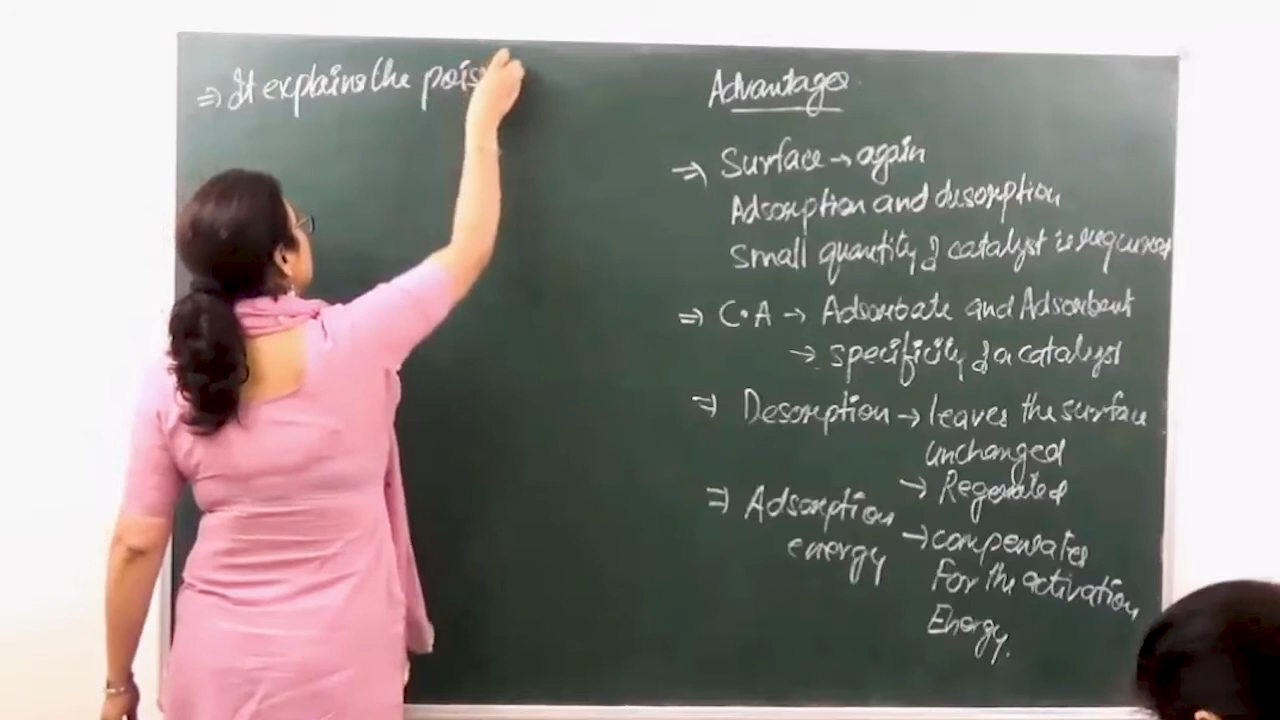 ⇒ It explains the pois
Advantages
⇒ Surface → again
Adsorption and desorption
Small quantity of catalyst is required
⇒ C.A → Adsorbate and Adsorbent
→ specificity of a catalyst
⇒ Desorption → leaves the surface
unchanged
→ Regenerated
⇒ Adsorption
energy → compensates
For the activation
Energy.